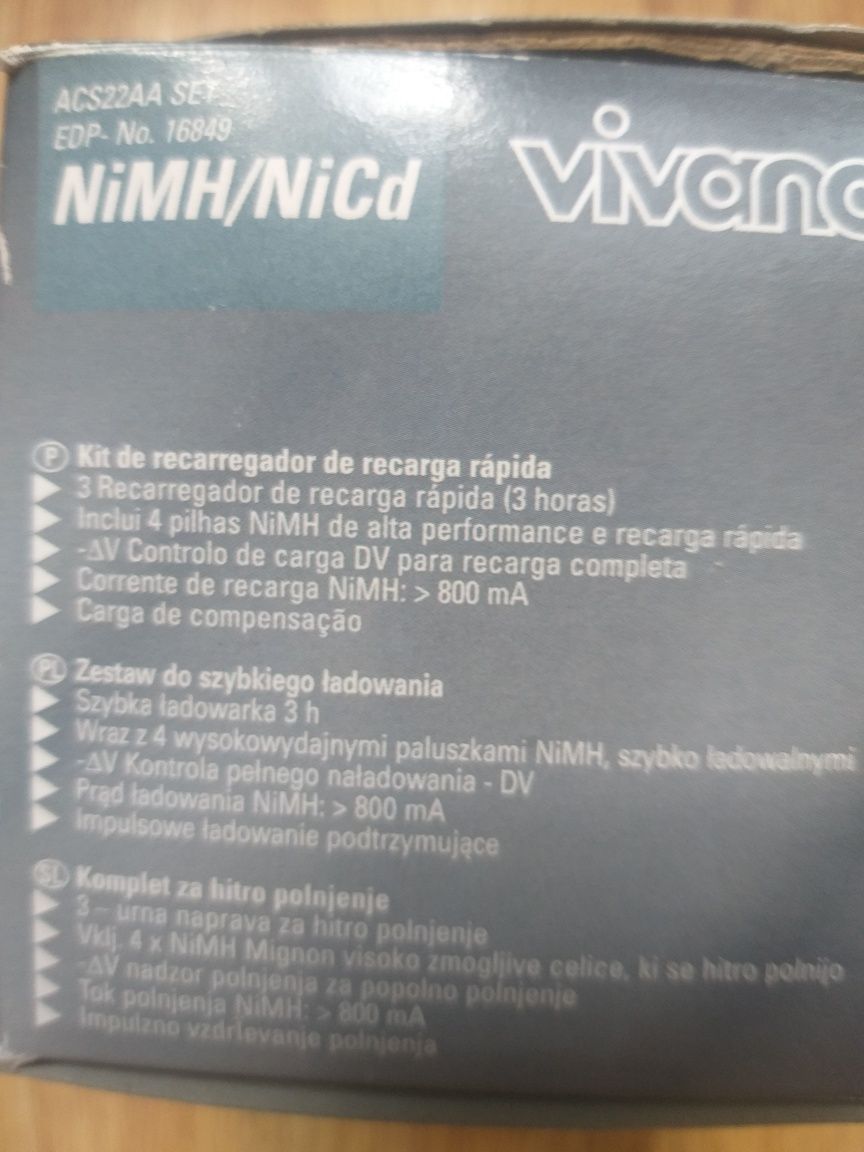 ACS22AA SET
EDP- No. 16849
NiMH/NiCd
vivanc
P Kit de recarregador de recarga rápida
3 Recarregador de recarga rápida (3 horas)
Inclui 4 pilhas NiMH de alta performance e recarga rápida
-ΔV Controlo de carga DV para recarga completa
Corrente de recarga NiMH: > 800 mA
Carga de compensação
PL Zestaw do szybkiego ładowania
Szybka ładowarka 3 h
Wraz z 4 wysokowydajnymi paluszkami NiMH, szybko ładowalnymi
-ΔV Kontrola pełnego naładowania - DV
Prąd ładowania NiMH: > 800 mA
Impulsowe ładowanie podtrzymujące
SL Komplet za hitro polnjenje
3 – urna naprava za hitro polnjenje
Vklj. 4 x NiMH Mignon visoko zmogljive celice, ki se hitro polnijo
-ΔV nadzor polnjenja za popolno polnjenje
Tok polnjenja NiMH: > 800 mA
Impulzno vzdrževanje polnjenja